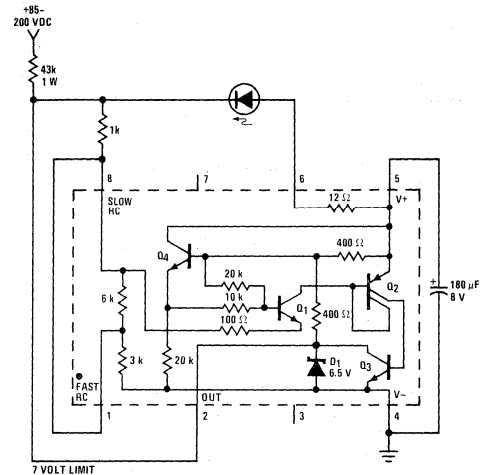 +85-
200 VDC
43k
1 W
1k
8
7
6
5
SLOW
RC
12 Ω
V+
Q4
400 Ω
20 k
10 k
Q1
Q2
+
180 µF
8 V
6 k
100 Ω
400 Ω
3 k
20 k
D1
6.5 V
Q3
FAST
RC
OUT
V−
1
2
3
4
7 VOLT LIMIT